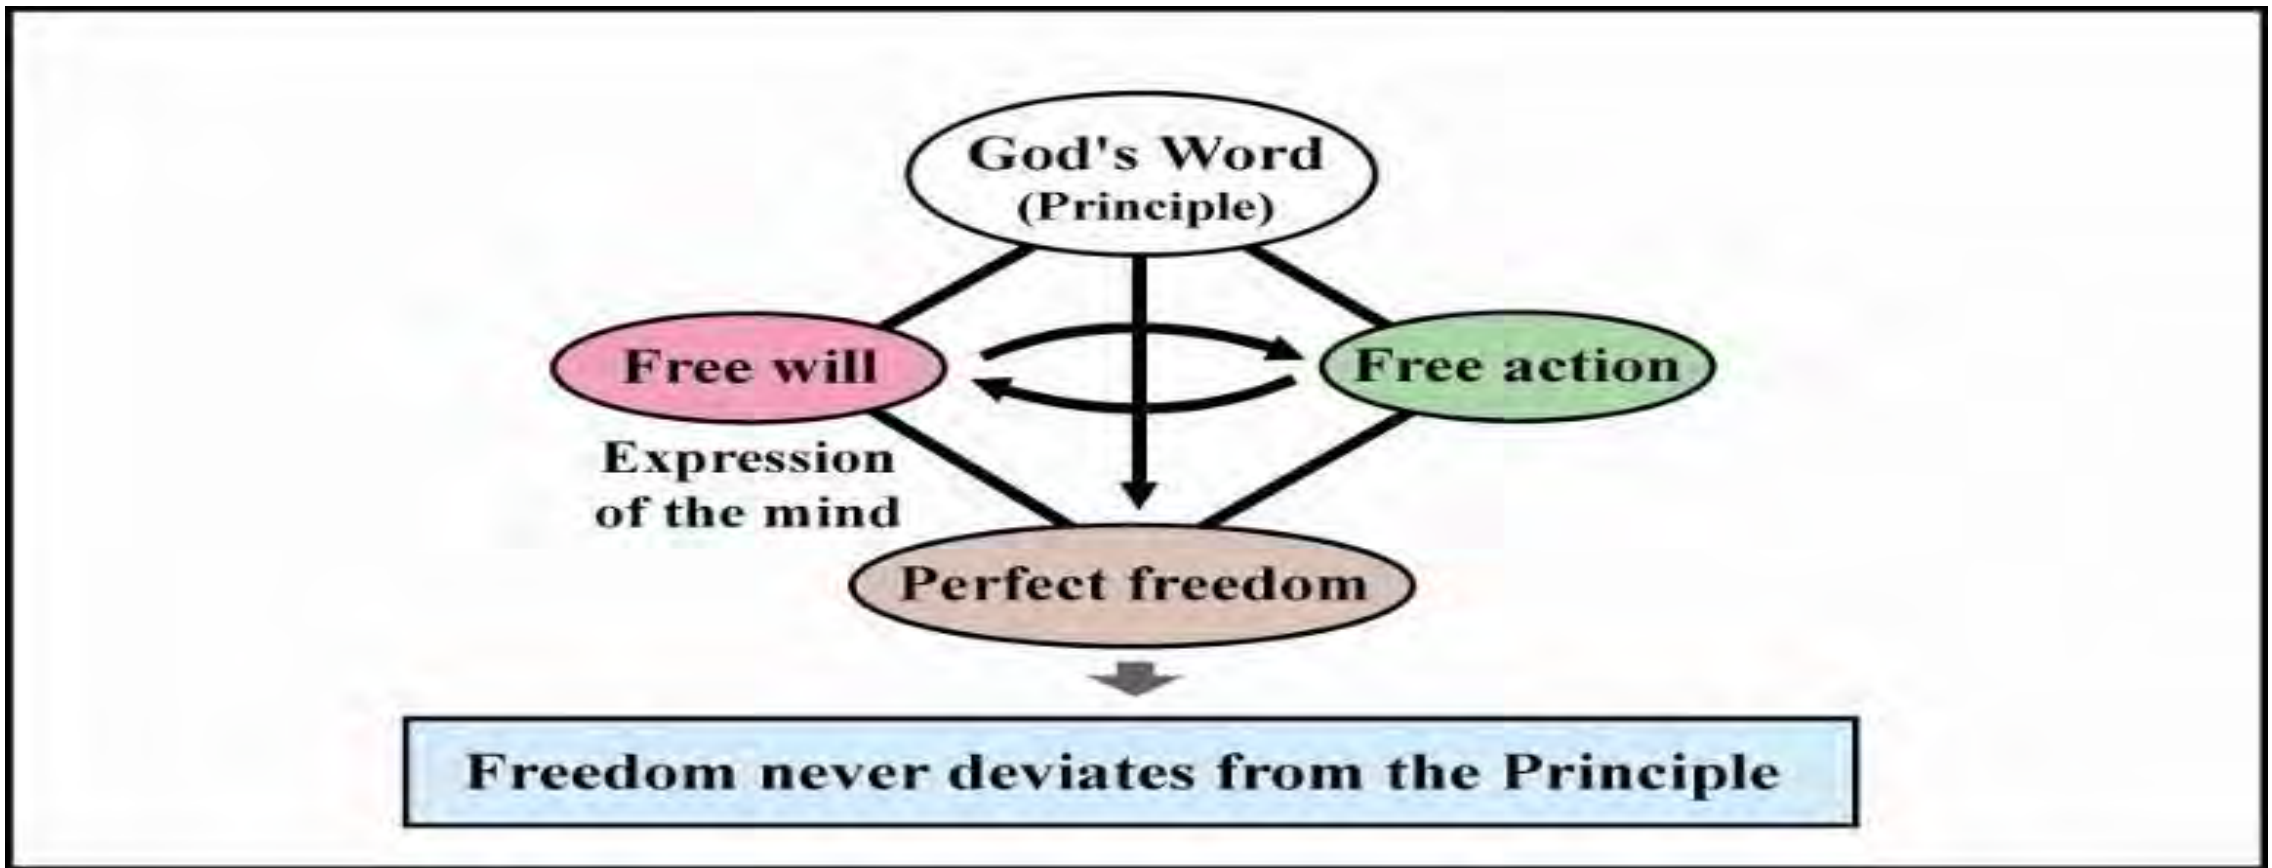 God's Word
(Principle)
Free will
Free action
Expression
of the mind
Perfect freedom
Freedom never deviates from the Principle